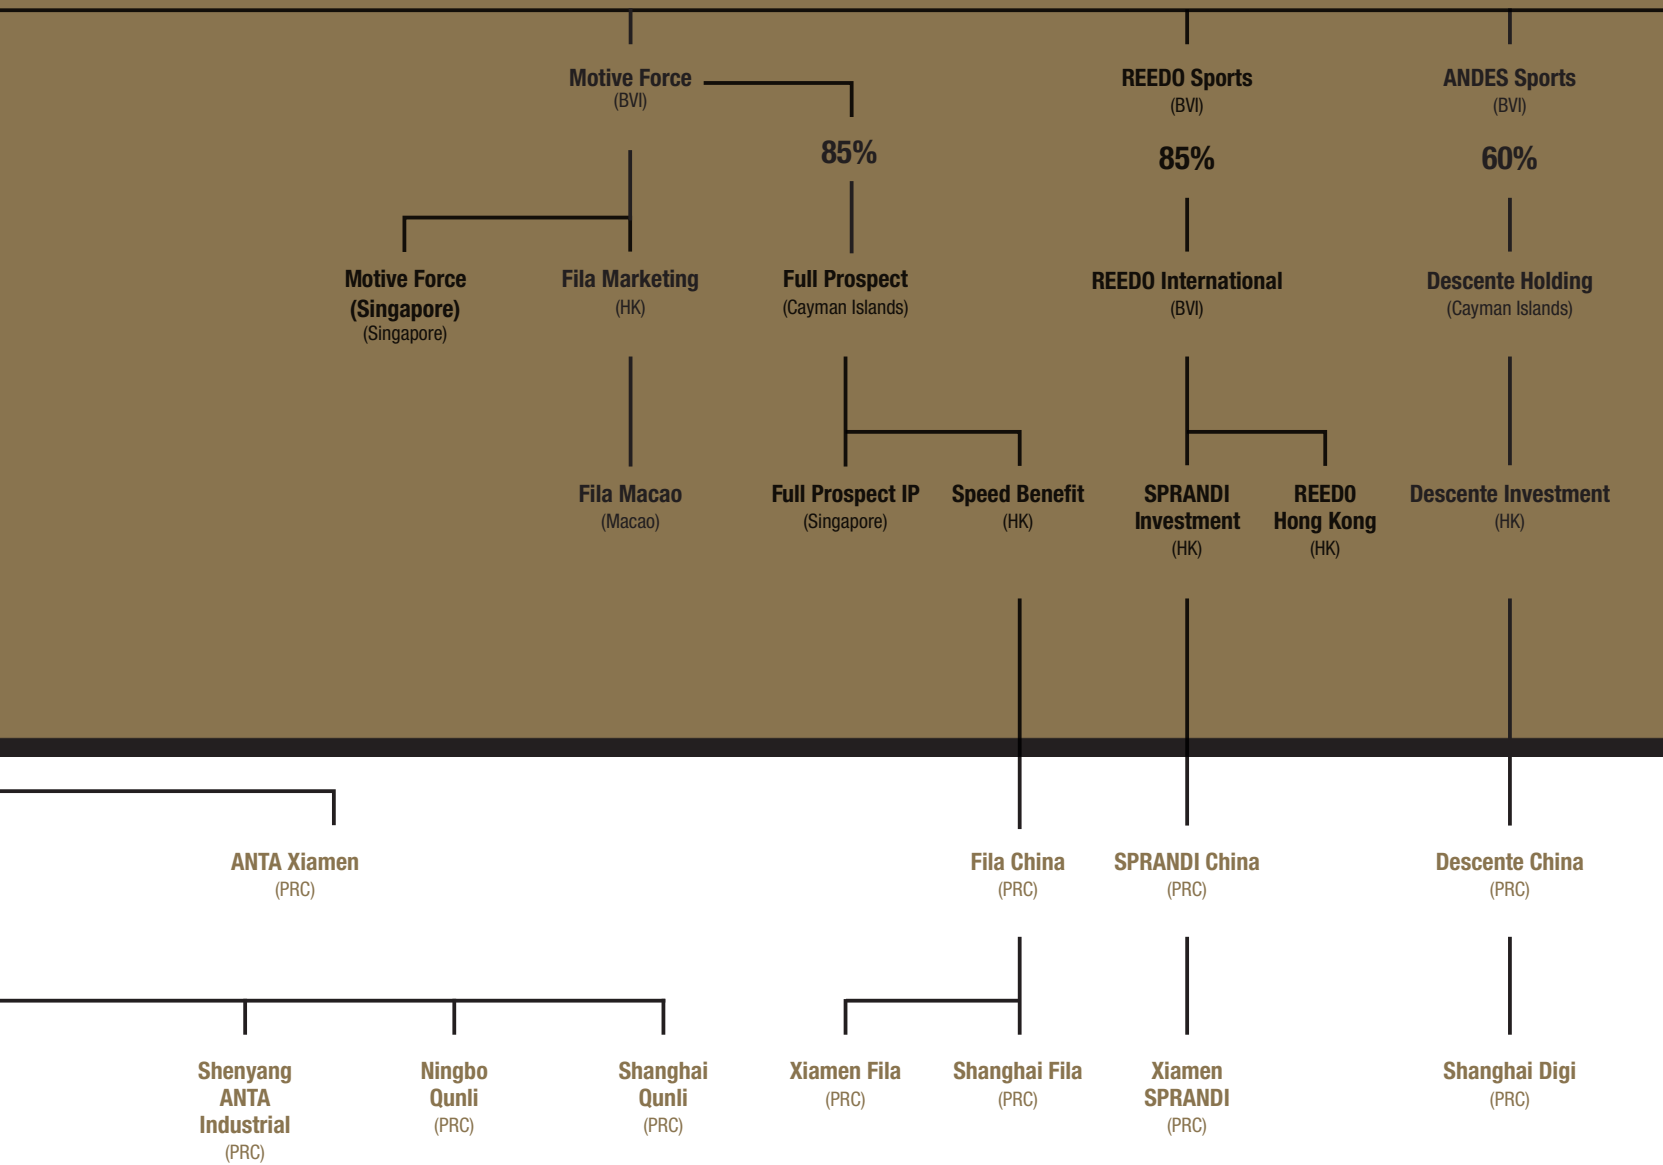 Motive Force
(BVI)
85%
REEDO Sports
(BVI)
85%
ANDES Sports
(BVI)
60%
Motive Force
(Singapore)
(Singapore)
Fila Marketing
(HK)
Full Prospect
(Cayman Islands)
REEDO International
(BVI)
Descente Holding
(Cayman Islands)
Fila Macao
(Macao)
Full Prospect IP
(Singapore)
Speed Benefit
(HK)
SPRANDI
Investment
(HK)
REEDO
Hong Kong
(HK)
Descente Investment
(HK)
ANTA Xiamen
(PRC)
Fila China
(PRC)
SPRANDI China
(PRC)
Descente China
(PRC)
Shenyang
ANTA
Industrial
(PRC)
Ningbo
Qunli
(PRC)
Shanghai
Qunli
(PRC)
Xiamen Fila
(PRC)
Shanghai Fila
(PRC)
Xiamen
SPRANDI
(PRC)
Shanghai Digi
(PRC)